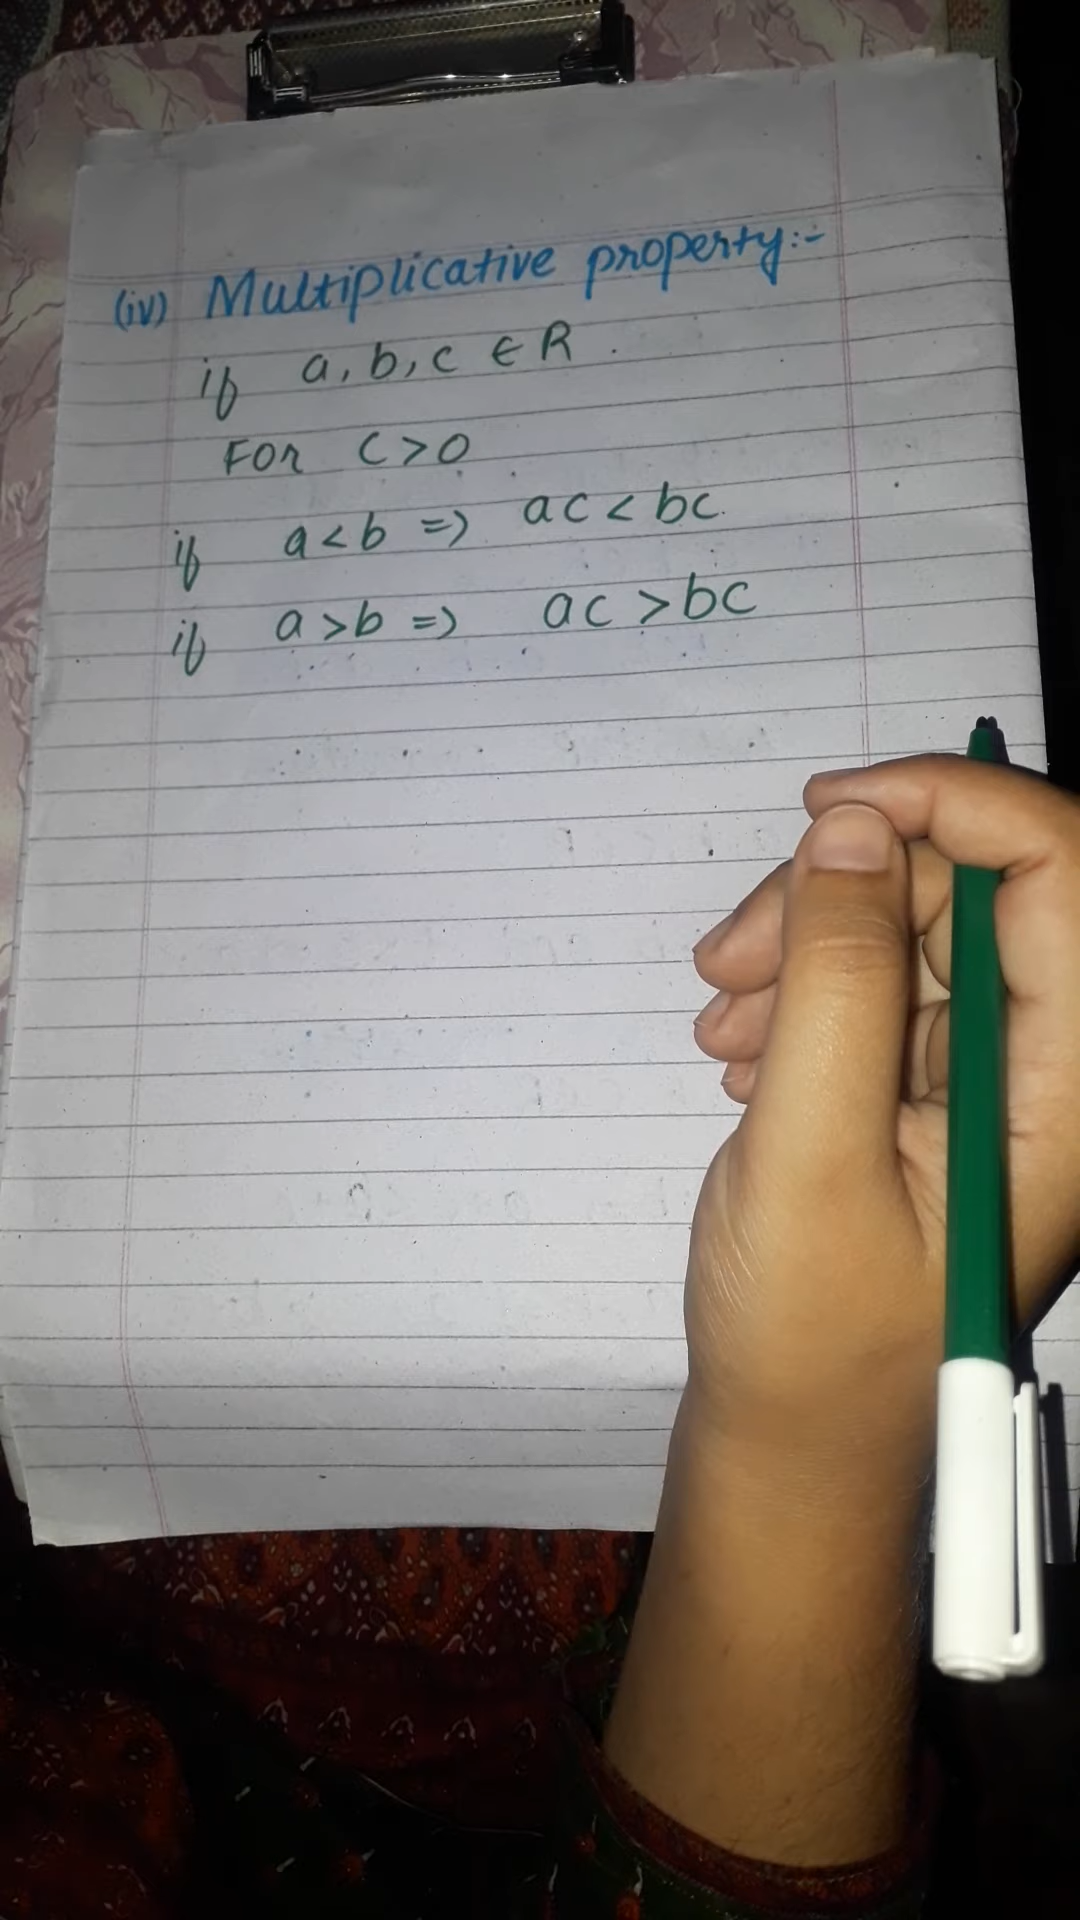 (iv) Multiplicative property:-
if a, b, c ∈ R .
For c > 0
if a < b => ac < bc.
if a > b => ac > bc